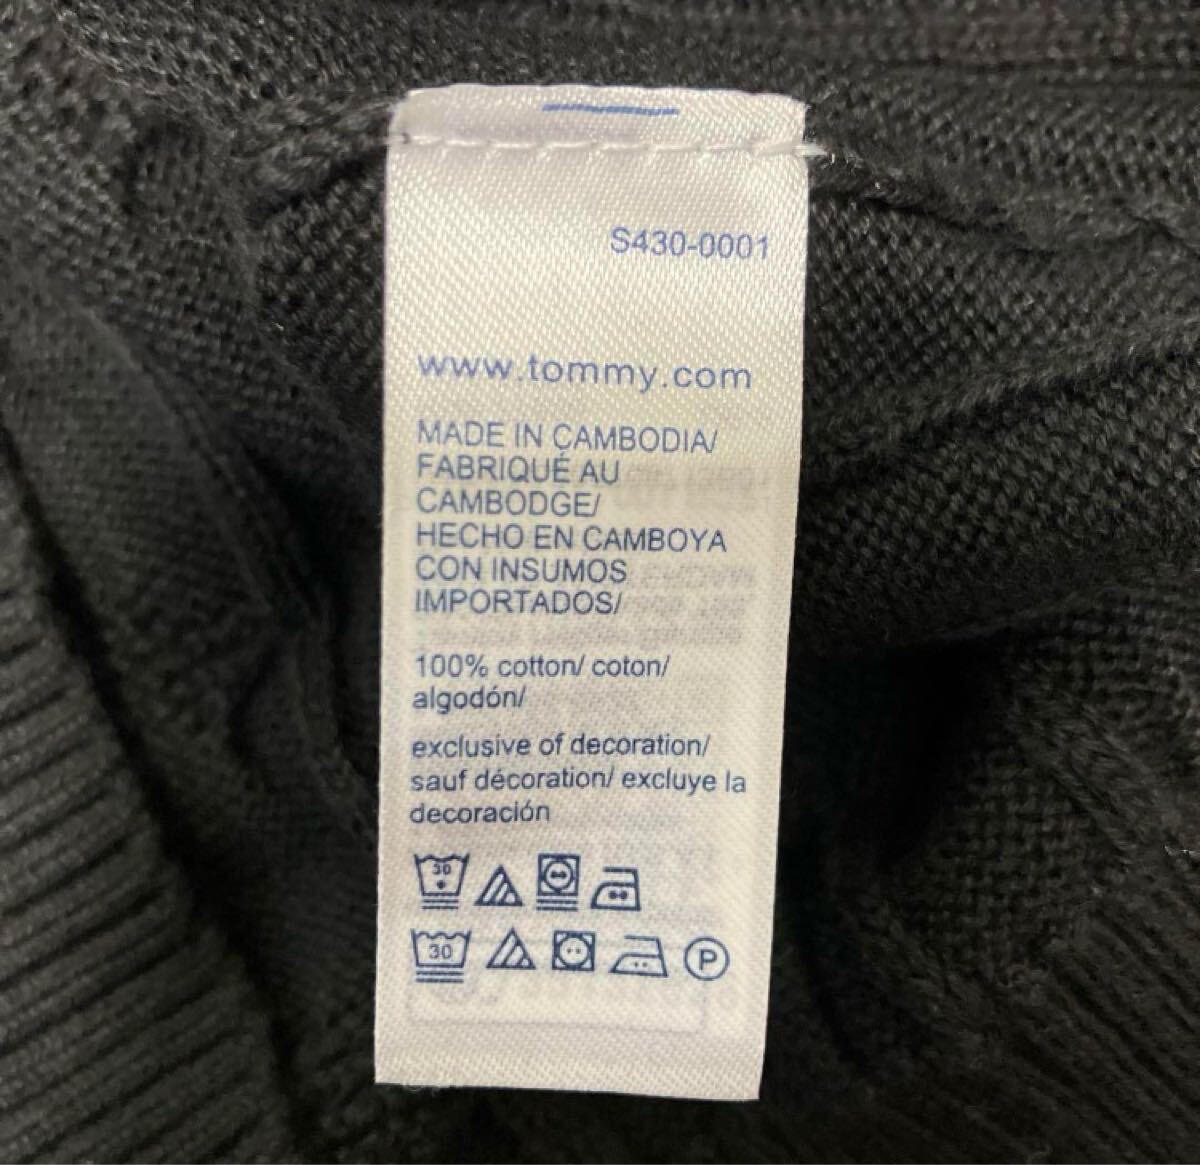 S430-0001
www.tommy.com
MADE IN CAMBODIA/
FABRIQUÉ AU
CAMBODGE/
HECHO EN CAMBOYA
CON INSUMOS
IMPORTADOS/
100% cotton/ coton/
algodón/
exclusive of decoration/
sauf décoration/ excluye la
decoración
30
30 P